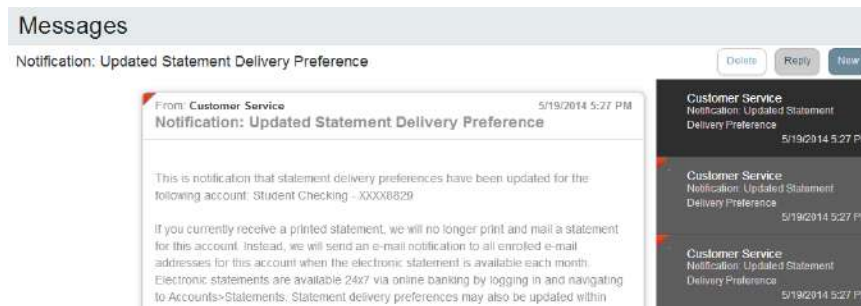 Messages
Notification: Updated Statement Delivery Preference
Delete
Reply
New
From: Customer Service
5/19/2014 5:27 PM
Notification: Updated Statement Delivery Preference
This is notification that statement delivery preferences have been updated for the
following account: Student Checking - XXXX6829
If you currently receive a printed statement, we will no longer print and mail a statement
for this account. Instead, we will send an e-mail notification to all enrolled e-mail
addresses for this account when the electronic statement is available each month.
Electronic statements are available 24x7 via online banking by logging in and navigating
to Accounts>Statements. Statement delivery preferences may also be updated within
Customer Service
Notification: Updated Statement
Delivery Preference
5/19/2014 5:27 P
Customer Service
Notification: Updated Statement
Delivery Preference
5/19/2014 5:27 P
Customer Service
Notification: Updated Statement
Delivery Preference
5/19/2014 5:27 P